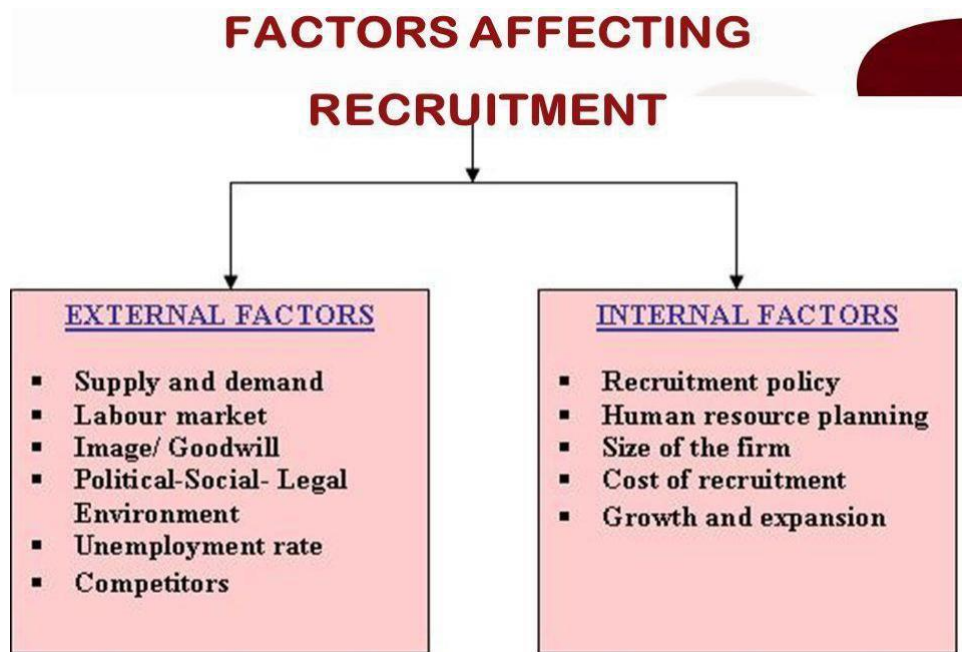 FACTORS AFFECTING
RECRUITMENT
EXTERNAL FACTORS
▪ Supply and demand
▪ Labour market
▪ Image/ Goodwill
▪ Political-Social- Legal
Environment
▪ Unemployment rate
▪ Competitors
INTERNAL FACTORS
▪ Recruitment policy
▪ Human resource planning
▪ Size of the firm
▪ Cost of recruitment
▪ Growth and expansion